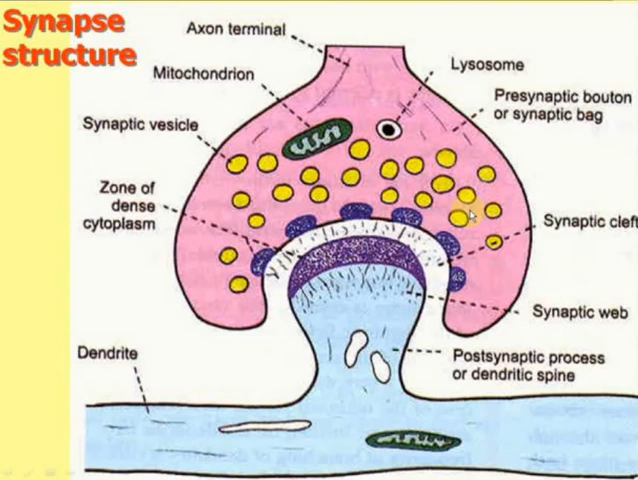 Synapse
structure
Axon terminal
Mitochondrion
Lysosome
Presynaptic bouton
or synaptic bag
Synaptic vesicle
Zone of
dense
cytoplasm
Synaptic cleft
Synaptic web
Dendrite
Postsynaptic process
or dendritic spine